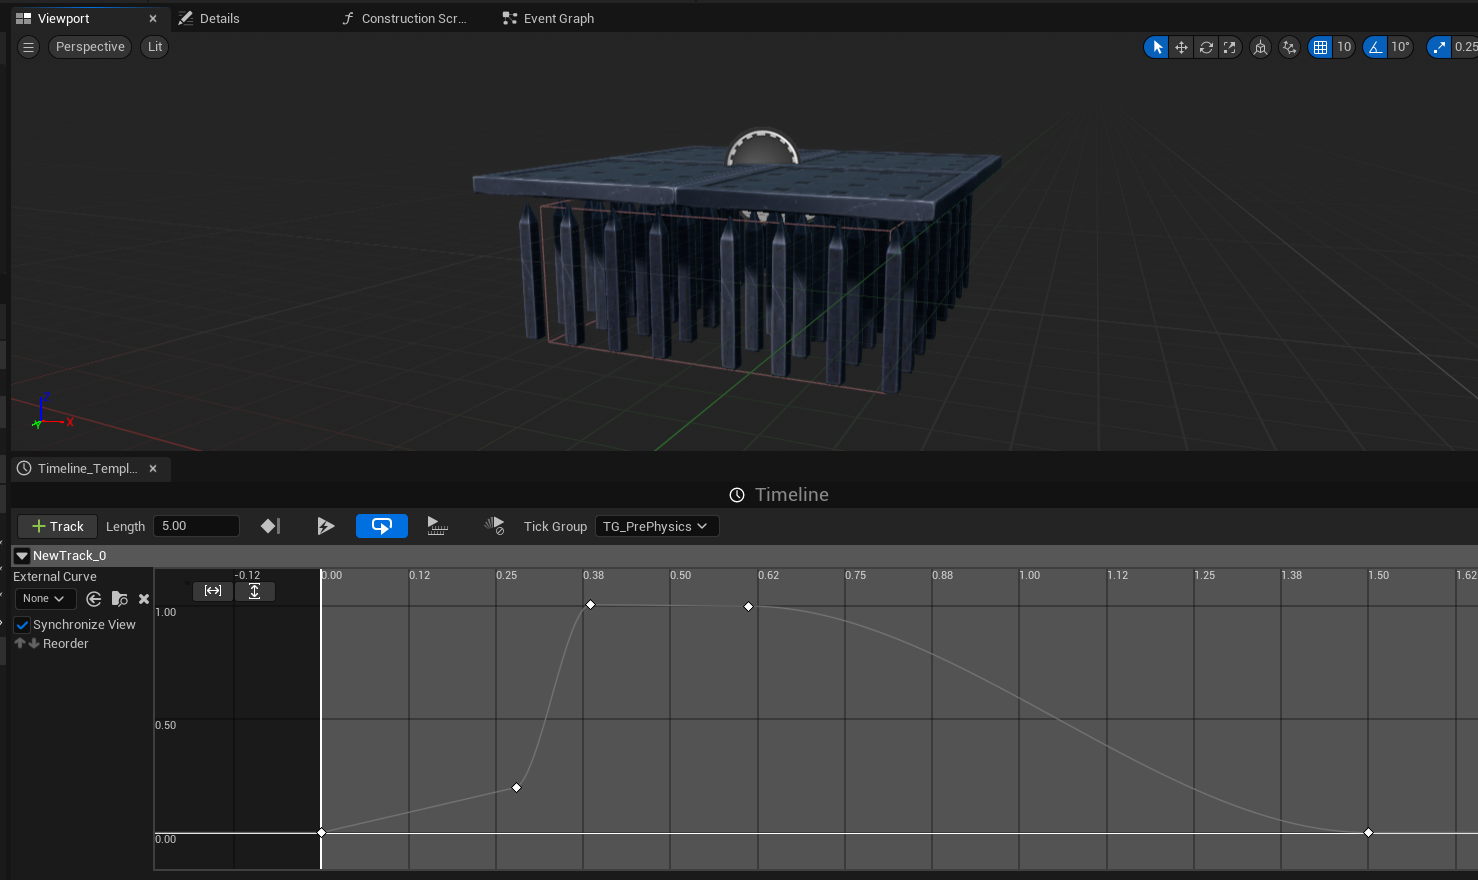 Viewport
Details
Construction Scr...
Event Graph
Perspective
Lit
10
10°
0.25
Z
X
Y
Timeline_Templ...
Timeline
Track
Length
5.00
Tick Group
TG_PrePhysics
NewTrack_0
External Curve
None
Synchronize View
Reorder
-0.12
0.00
0.12
0.25
0.38
0.50
0.62
0.75
0.88
1.00
1.12
1.25
1.38
1.50
1.62
1.00
0.50
0.00